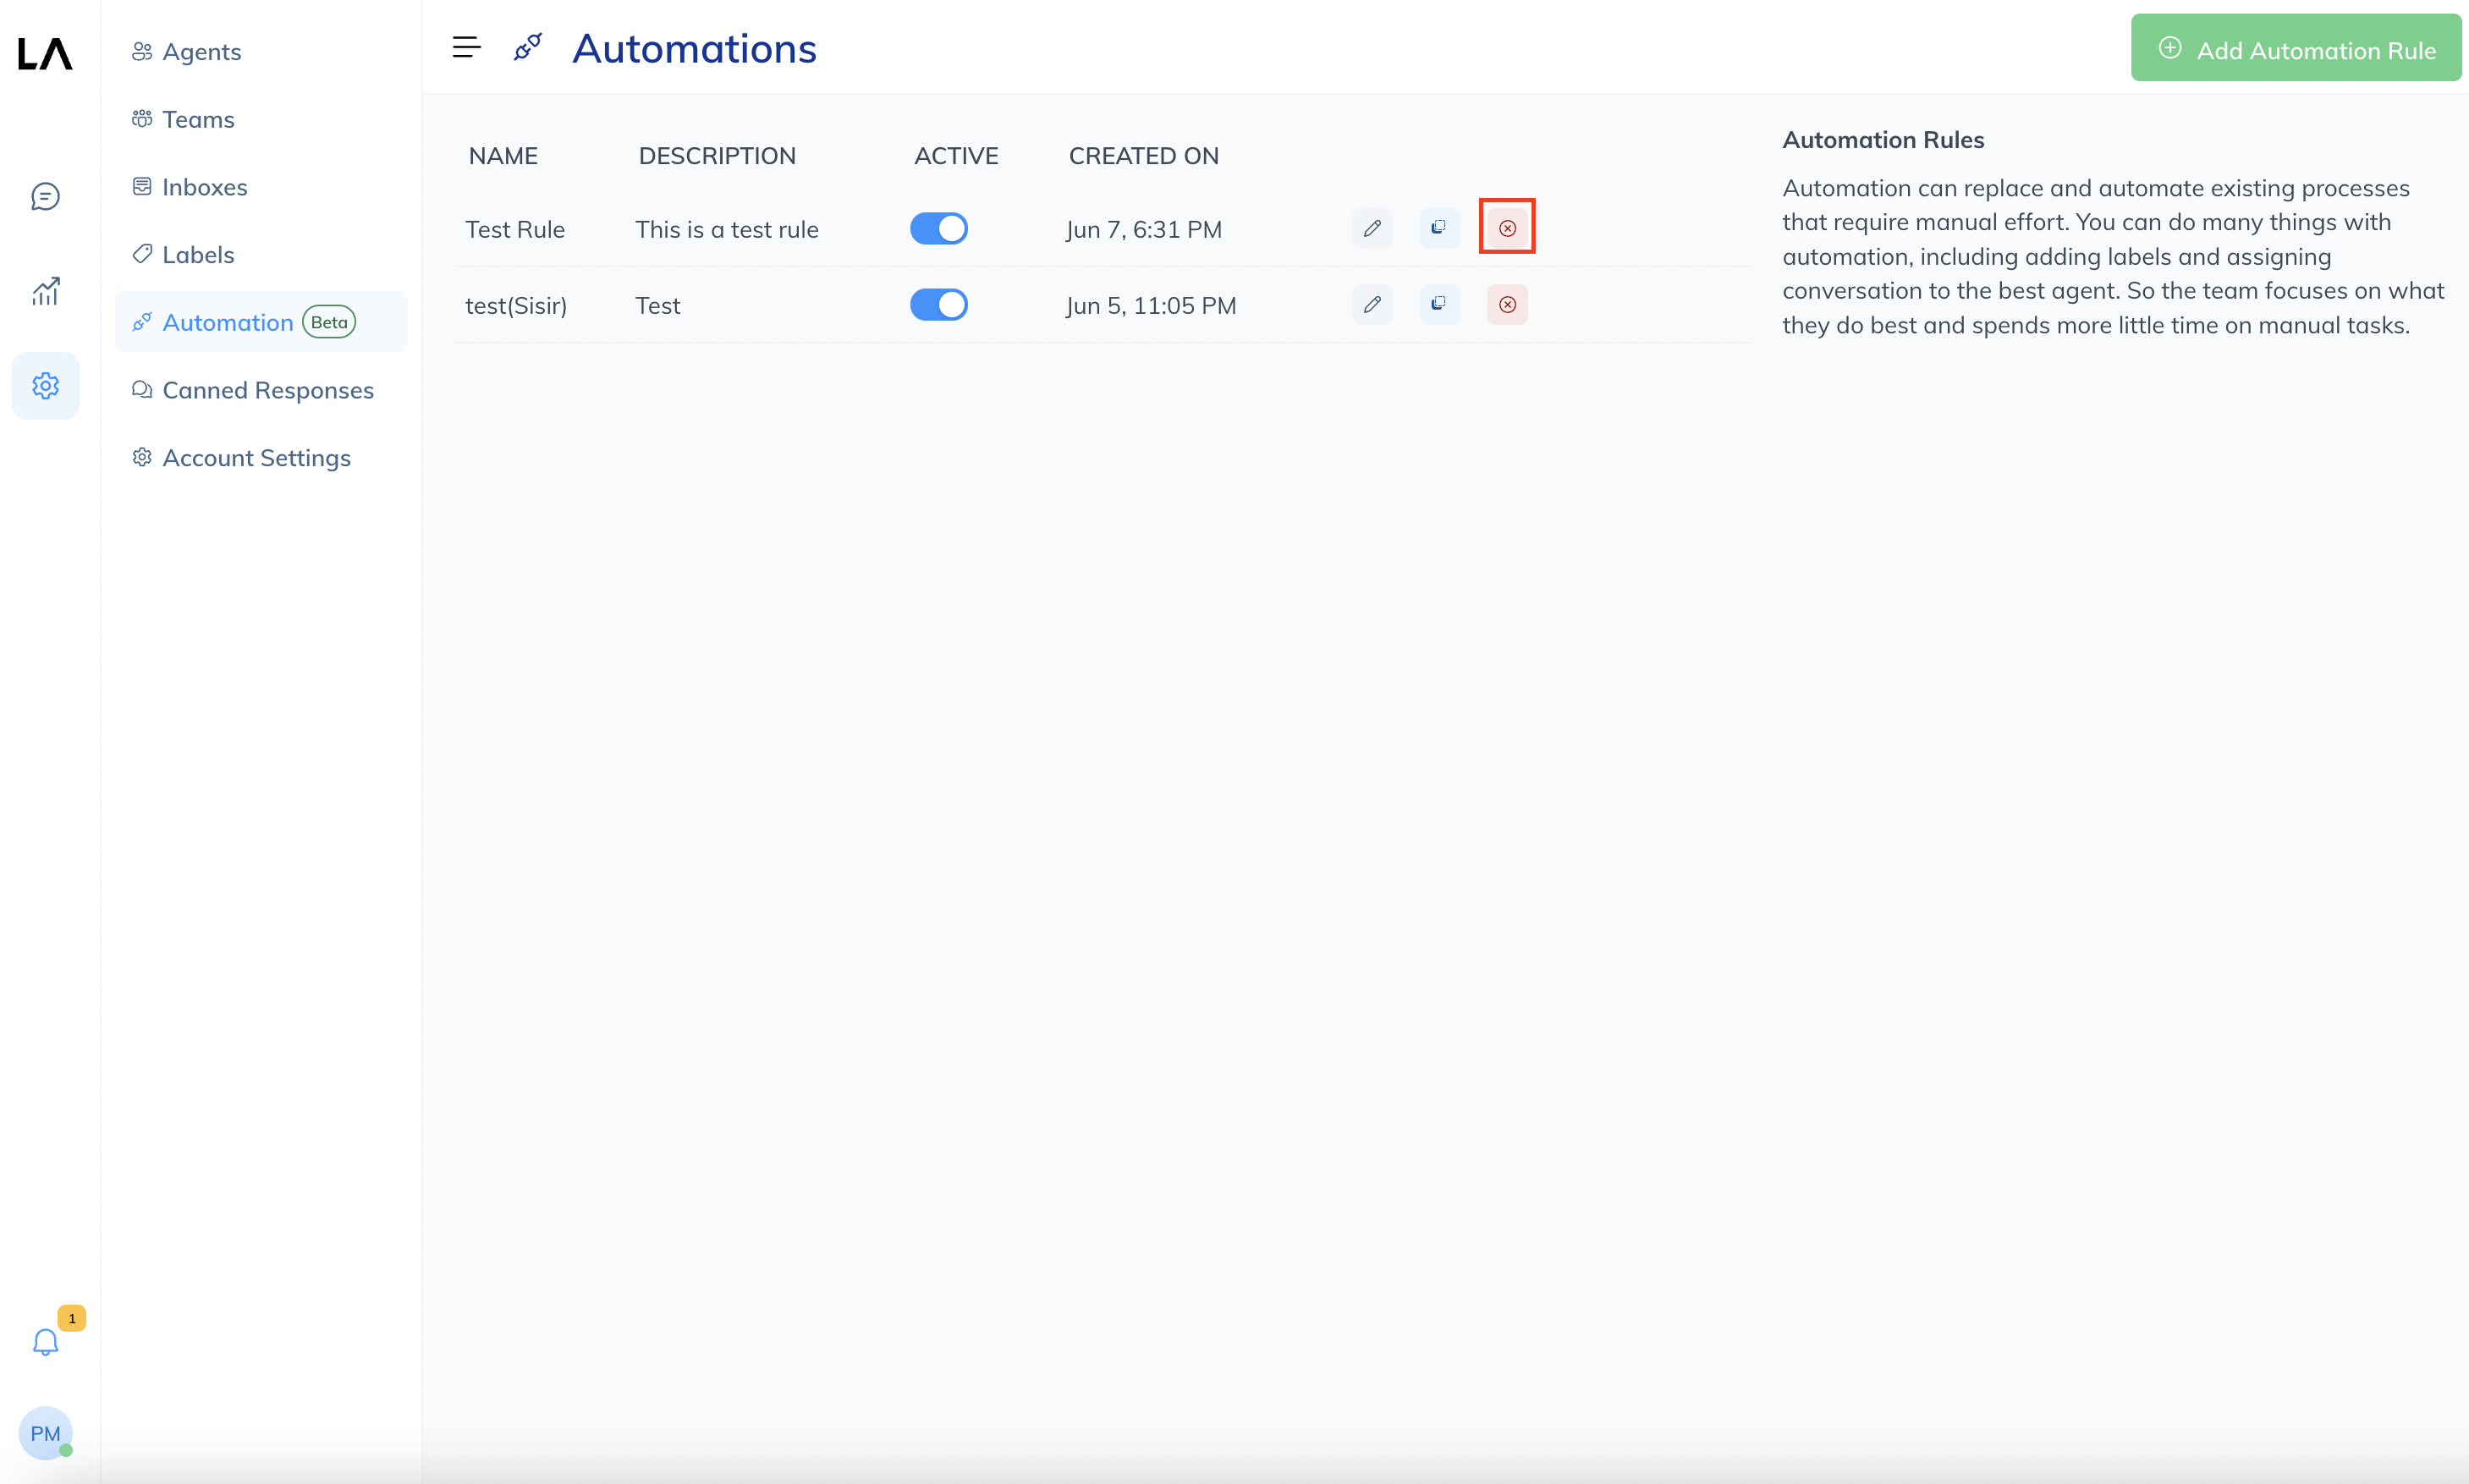 LA
Agents
Teams
Inboxes
Labels
Automation Beta
Canned Responses
Account Settings
1
PM
Automations
Add Automation Rule
NAME DESCRIPTION ACTIVE CREATED ON
Test Rule This is a test rule Jun 7, 6:31 PM
test(Sisir) Test Jun 5, 11:05 PM
Automation Rules
Automation can replace and automate existing processes
that require manual effort. You can do many things with
automation, including adding labels and assigning
conversation to the best agent. So the team focuses on what
they do best and spends more little time on manual tasks.